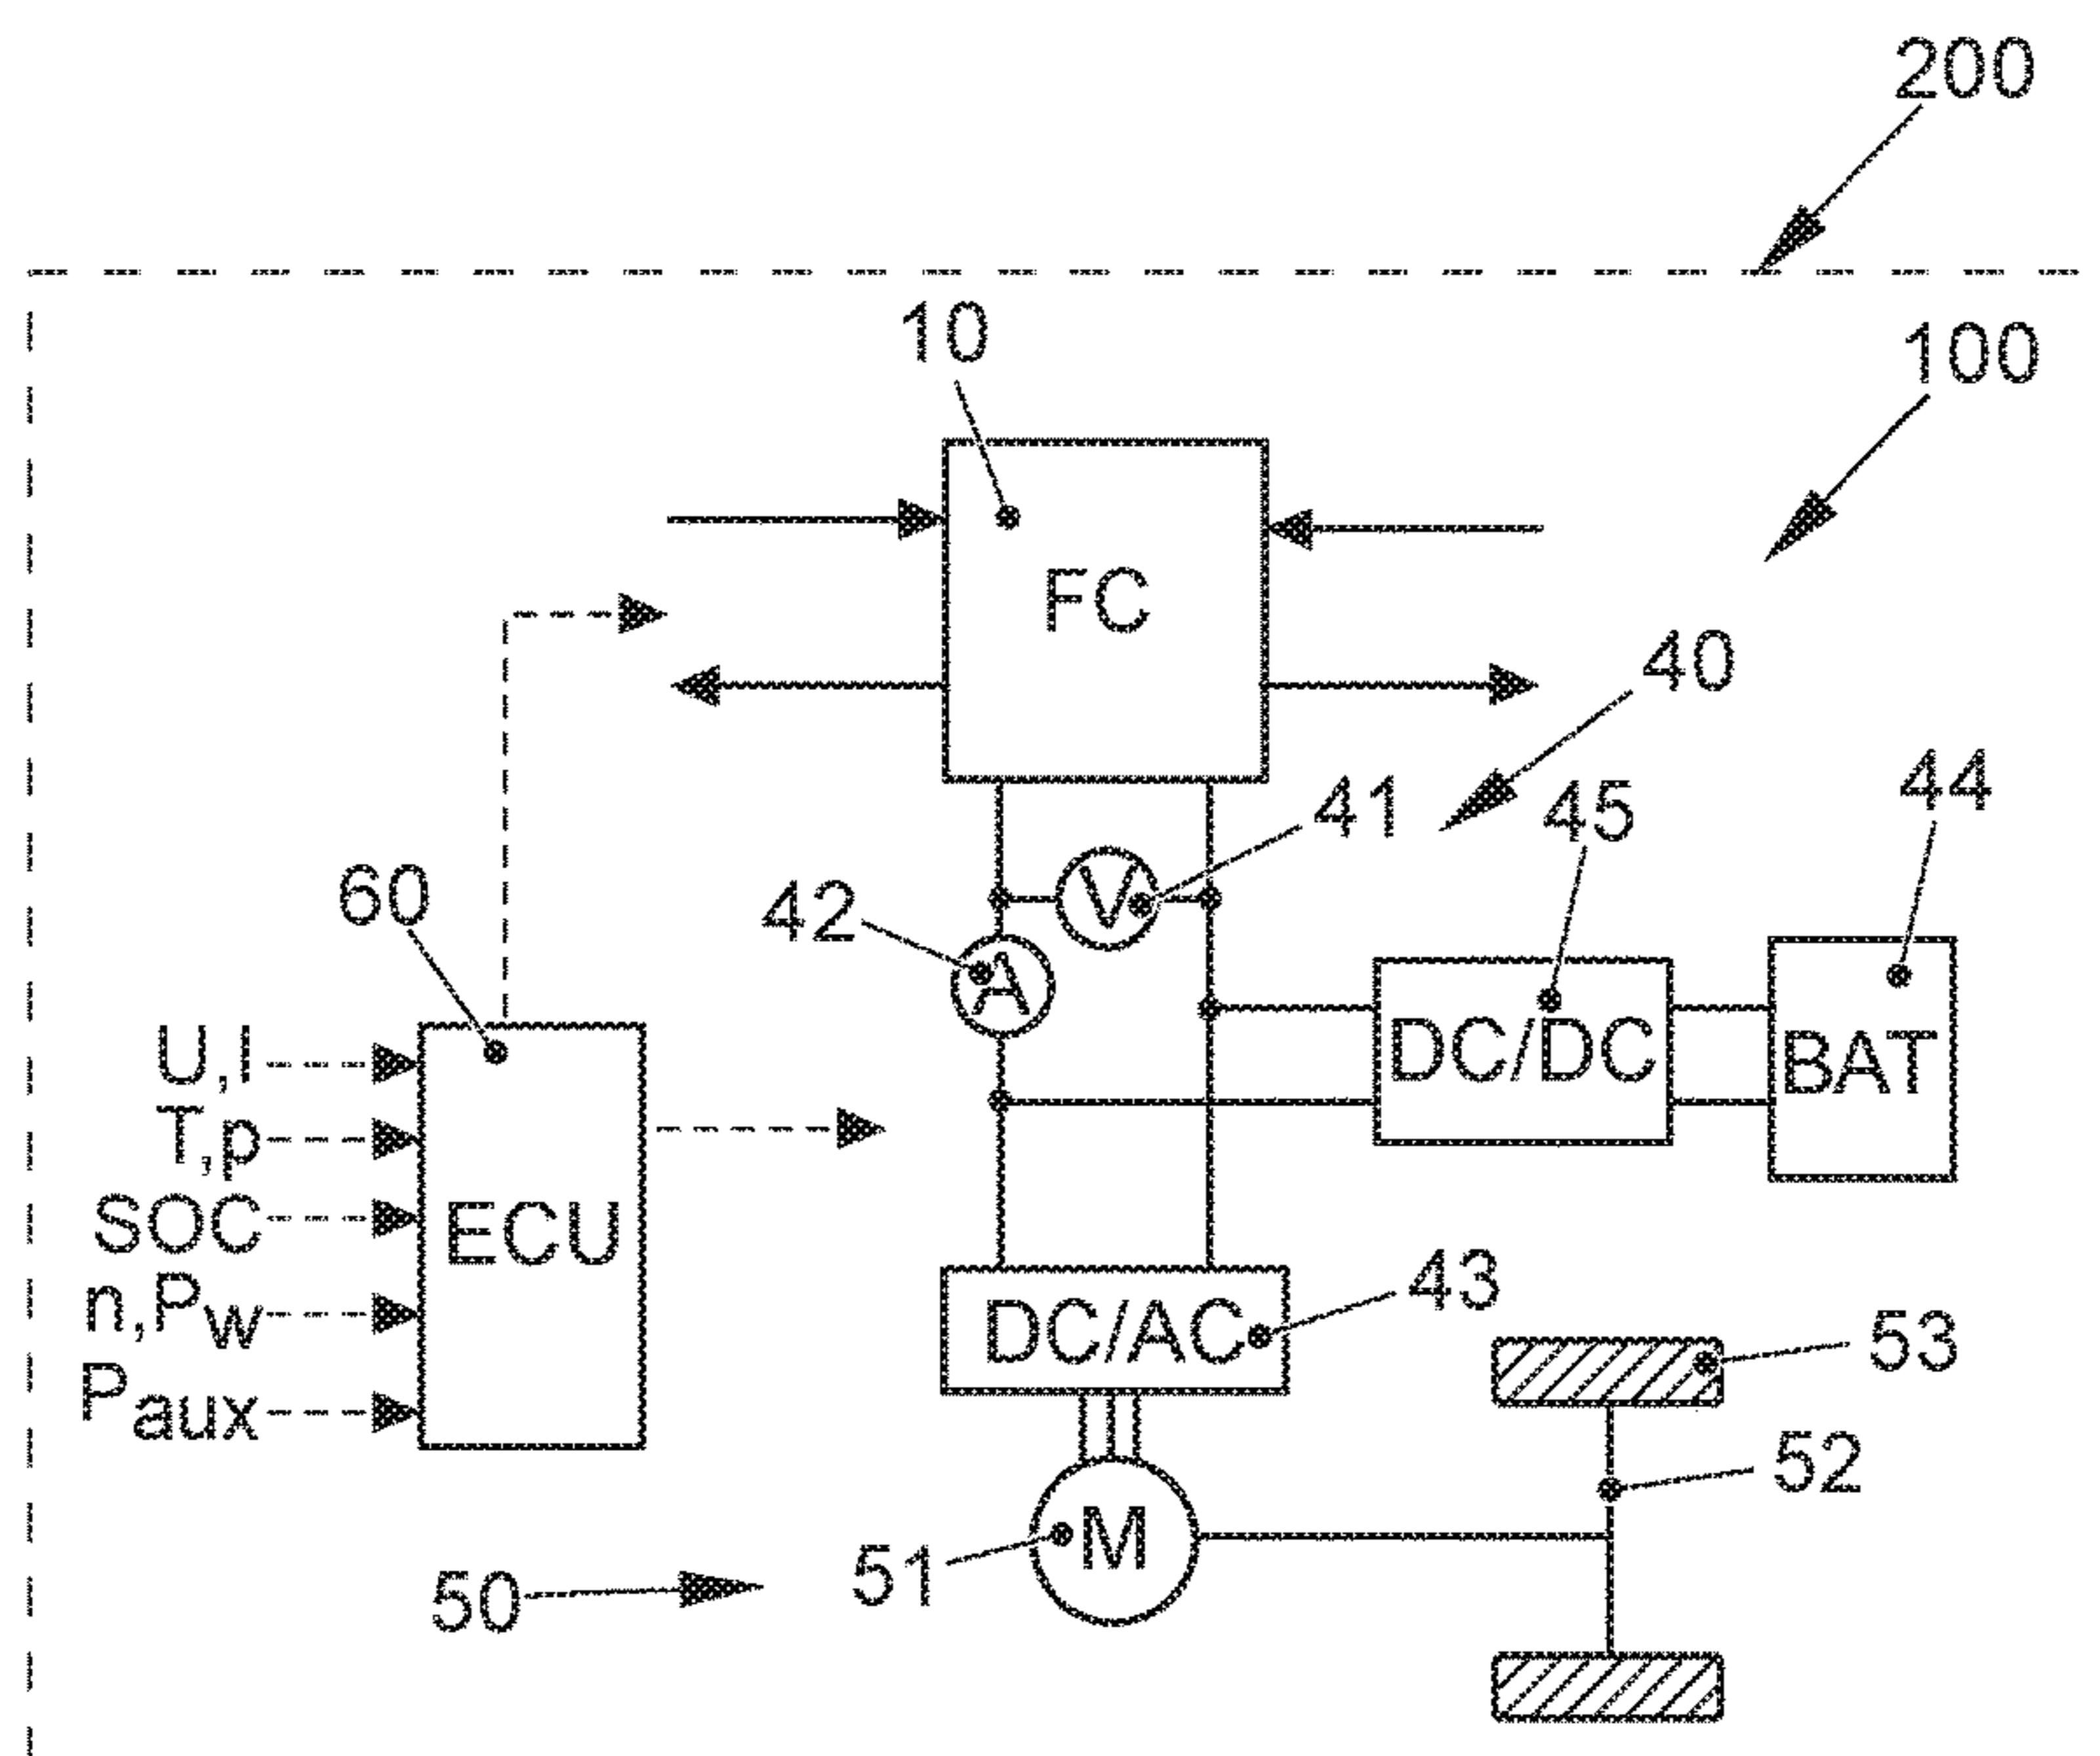 200
100
10
FC
40
41
45
44
60
42
V
A
DC/DC
BAT
U,I
T,p
SOC
n,Pw
Paux
ECU
DC/AC
43
53
52
51
M
50